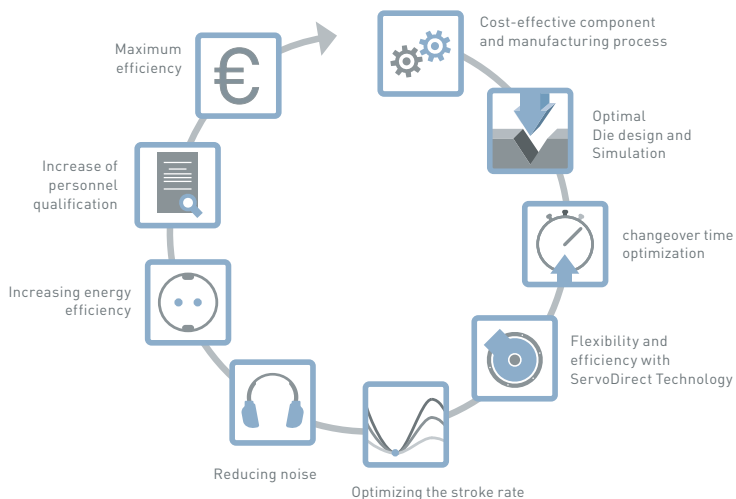 Cost-effective component
and manufacturing process
Optimal
Die design and
Simulation
changeover time
optimization
Flexibility and
efficiency with
ServoDirect Technology
Optimizing the stroke rate
Reducing noise
Increasing energy
efficiency
Increase of
personnel
qualification
Maximum
efficiency
€